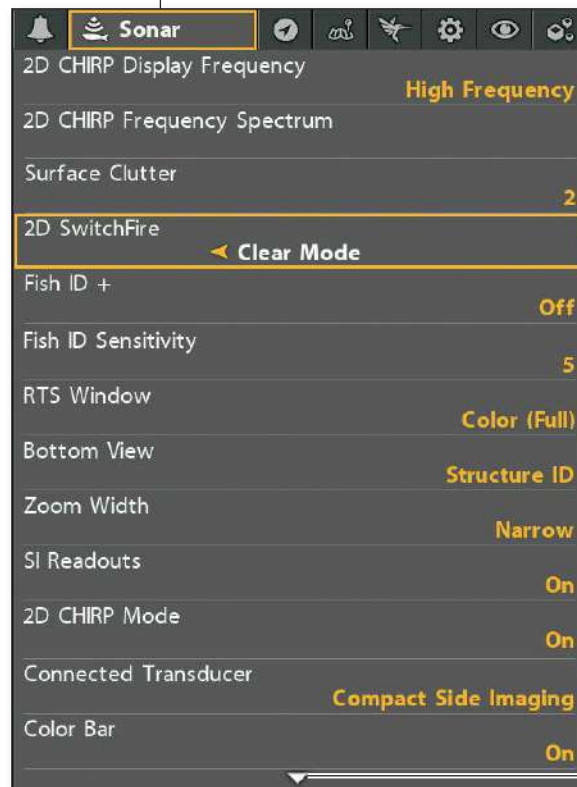 Sonar
2D CHIRP Display Frequency
High Frequency
2D CHIRP Frequency Spectrum
Surface Clutter
2
2D SwitchFire
Clear Mode
Fish ID +
Off
Fish ID Sensitivity
5
RTS Window
Color (Full)
Bottom View
Structure ID
Zoom Width
Narrow
SI Readouts
On
2D CHIRP Mode
On
Connected Transducer
Compact Side Imaging
Color Bar
On